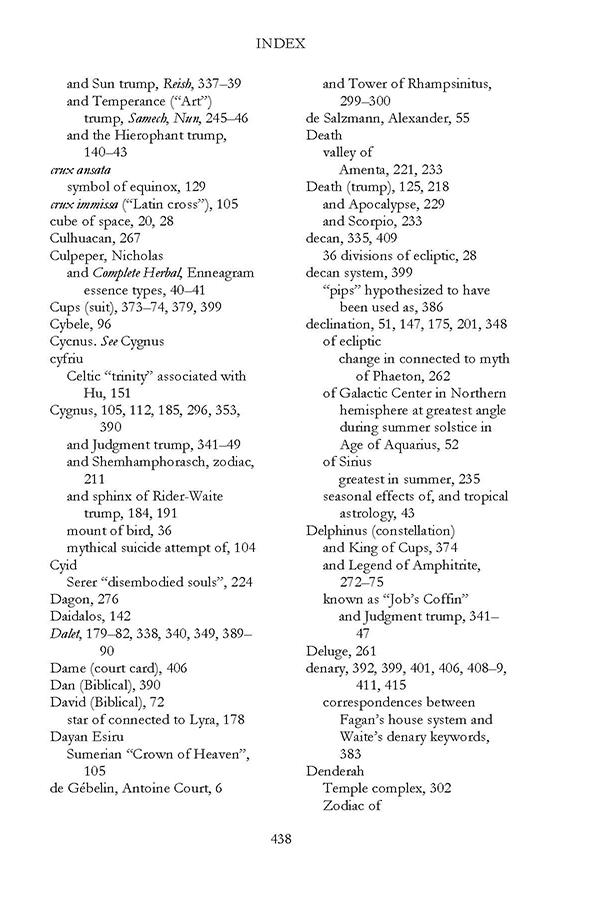 INDEX
and Sun trump, Reish, 337–39
and Temperance (“Art”)
trump, Samech, Nun, 245–46
and the Hierophant trump,
140–43
crux ansata
symbol of equinox, 129
crux immissa (“Latin cross”), 105
cube of space, 20, 28
Culhuacan, 267
Culpeper, Nicholas
and Complete Herbal, Enneagram
essence types, 40–41
Cups (suit), 373–74, 379, 399
Cybele, 96
Cycnus. See Cygnus
cyfriu
Celtic “trinity” associated with
Hu, 151
Cygnus, 105, 112, 185, 296, 353,
390
and Judgment trump, 341–49
and Shemhamphorasch, zodiac,
211
and sphinx of Rider-Waite
trump, 184, 191
mount of bird, 36
mythical suicide attempt of, 104
Cyid
Serer “disembodied souls”, 224
Dagon, 276
Daidalos, 142
Dalet, 179–82, 338, 340, 349, 389–
90
Dame (court card), 406
Dan (Biblical), 390
David (Biblical), 72
star of connected to Lyra, 178
Dayan Esiru
Sumerian “Crown of Heaven”,
105
de Gébelin, Antoine Court, 6
and Tower of Rhampsinitus,
299–300
de Salzmann, Alexander, 55
Death
valley of
Amenta, 221, 233
Death (trump), 125, 218
and Apocalypse, 229
and Scorpio, 233
decan, 335, 409
36 divisions of ecliptic, 28
decan system, 399
“pips” hypothesized to have
been used as, 386
declination, 51, 147, 175, 201, 348
of ecliptic
change in connected to myth
of Phaeton, 262
of Galactic Center in Northern
hemisphere at greatest angle
during summer solstice in
Age of Aquarius, 52
of Sirius
greatest in summer, 235
seasonal effects of, and tropical
astrology, 43
Delphinus (constellation)
and King of Cups, 374
and Legend of Amphitrite,
272–75
known as “Job’s Coffin”
and Judgment trump, 341–
47
Deluge, 261
denary, 392, 399, 401, 406, 408–9,
411, 415
correspondences between
Fagan’s house system and
Waite’s denary keywords,
383
Denderah
Temple complex, 302
Zodiac of
438